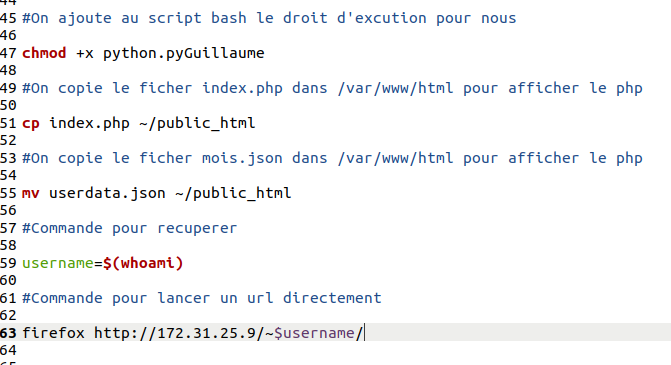 45 #On ajoute au script bash le droit d'excution pour nous
46
47 chmod +x python.pyGuillaume
48
49 #On copie le ficher index.php dans /var/www/html pour afficher le php
50
51 cp index.php ~/public_html
52
53 #On copie le ficher mois.json dans /var/www/html pour afficher le php
54
55 mv userdata.json ~/public_html
56
57 #Commande pour recuperer
58
59 username=$(whoami)
60
61 #Commande pour lancer un url directement
62
63 firefox http://172.31.25.9/~$username/
64